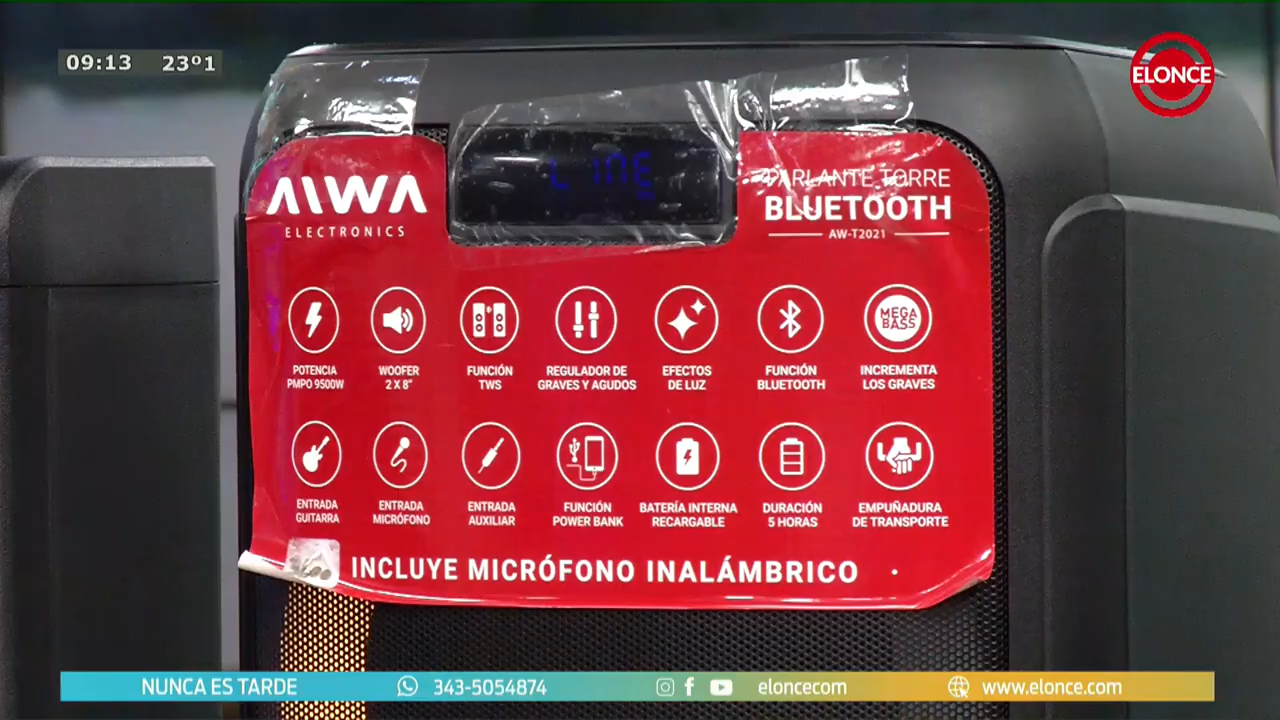 09:13 23º1
ELONCE
AIWA
ELECTRONICS
LINE
PARLANTE TORRE
BLUETOOTH
AW-T2021
POTENCIA
PMPO 9500W
WOOFER
2 X 8"
FUNCIÓN
TWS
REGULADOR DE
GRAVES Y AGUDOS
EFECTOS
DE LUZ
FUNCIÓN
BLUETOOTH
MEGA
BASS
INCREMENTA
LOS GRAVES
ENTRADA
GUITARRA
ENTRADA
MICRÓFONO
ENTRADA
AUXILIAR
FUNCIÓN
POWER BANK
BATERÍA INTERNA
RECARGABLE
DURACIÓN
5 HORAS
EMPUÑADURA
DE TRANSPORTE
INCLUYE MICRÓFONO INALÁMBRICO
NUNCA ES TARDE 343-5054874 eloncecom www.elonce.com